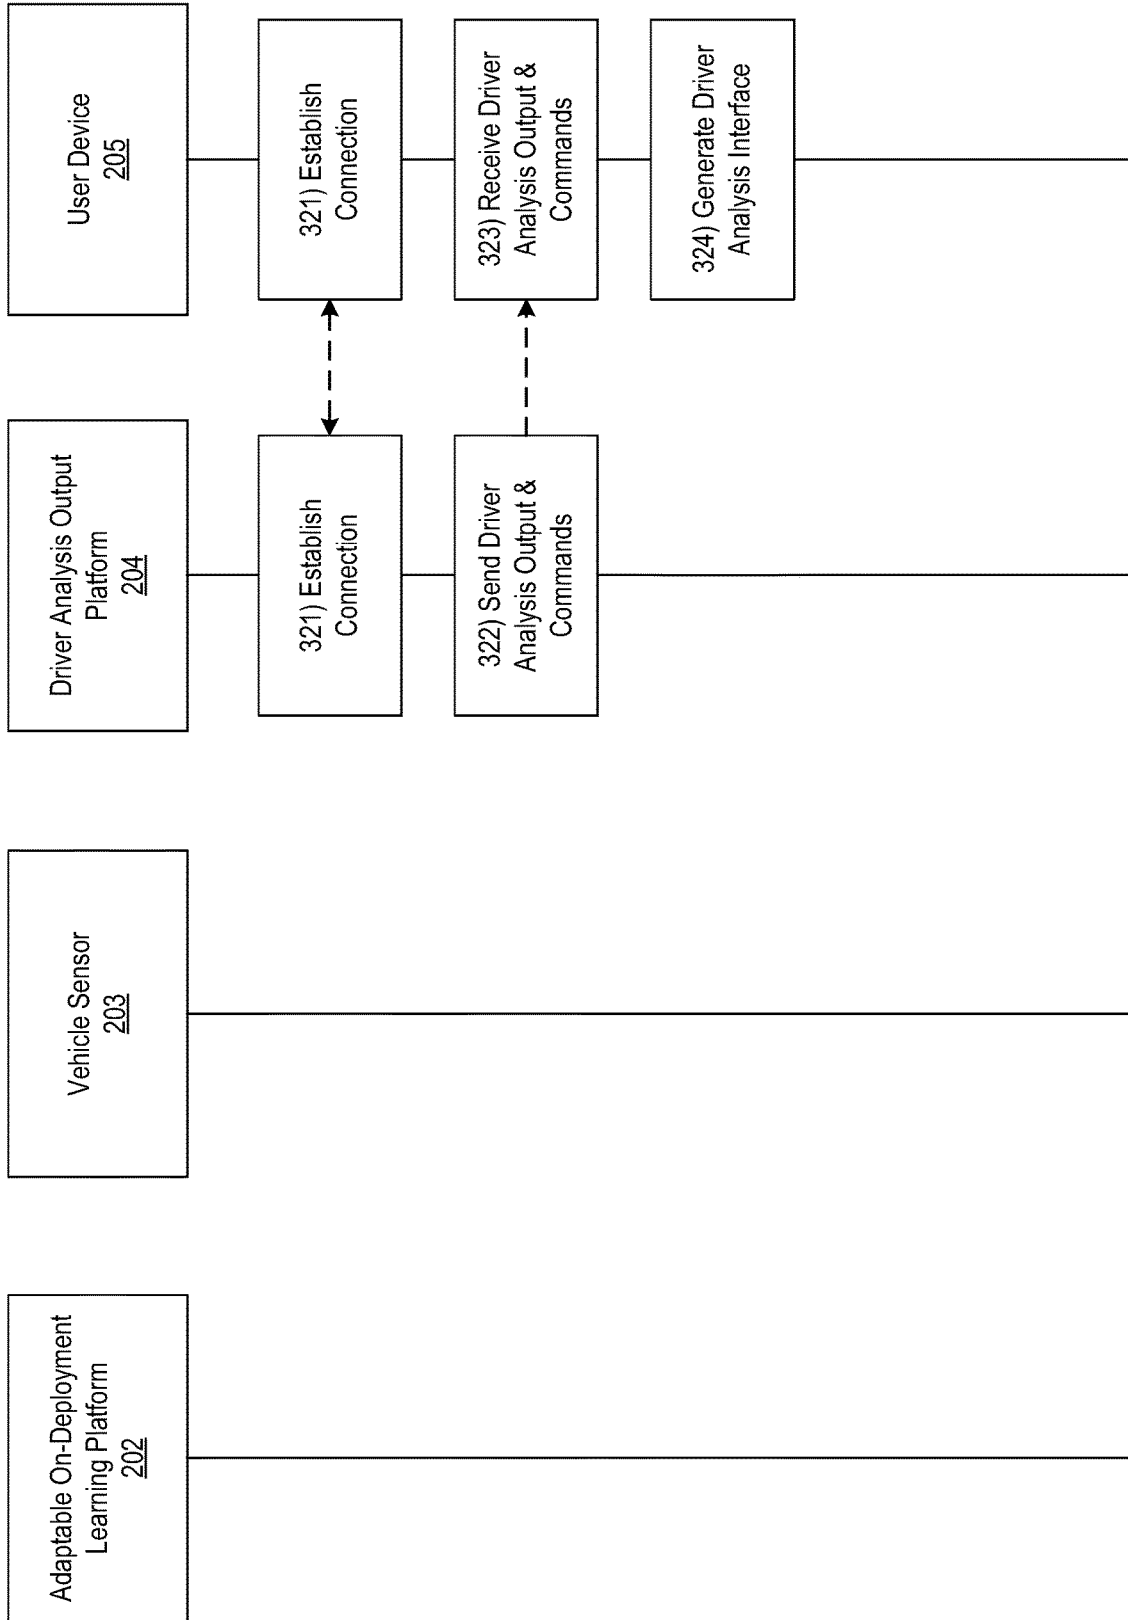 Adaptable On-Deployment
Learning Platform
202
Vehicle Sensor
203
Driver Analysis Output
Platform
204
User Device
205
321) Establish
Connection
321) Establish
Connection
322) Send Driver
Analysis Output &
Commands
323) Receive Driver
Analysis Output &
Commands
324) Generate Driver
Analysis Interface